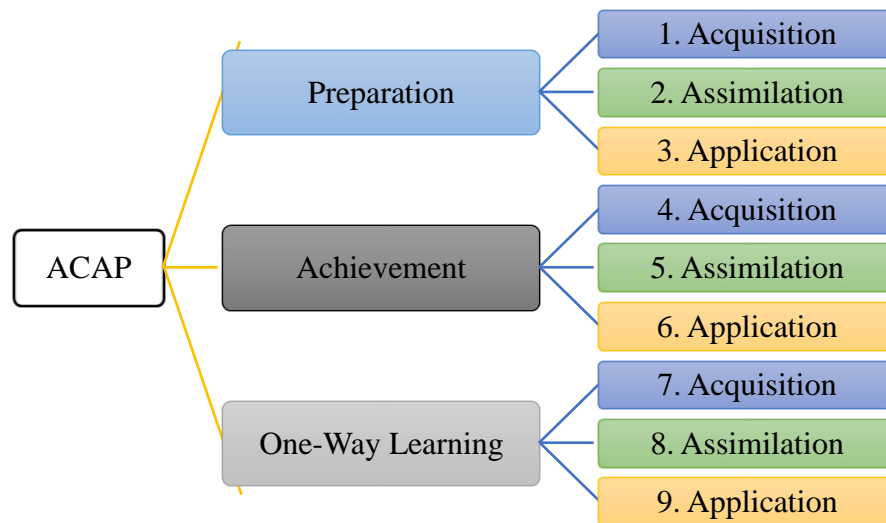 ACAP
Preparation
1. Acquisition
2. Assimilation
3. Application
Achievement
4. Acquisition
5. Assimilation
6. Application
One-Way Learning
7. Acquisition
8. Assimilation
9. Application